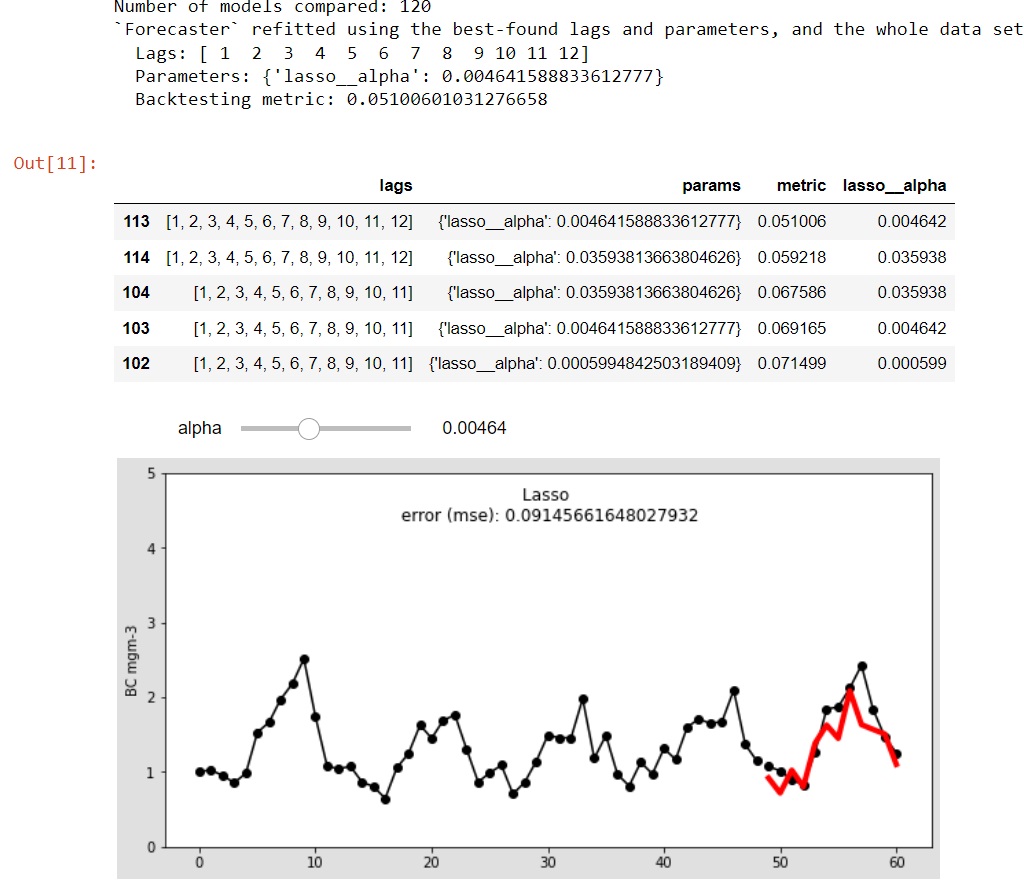 Number of models compared: 120
`Forecaster` refitted using the best-found lags and parameters, and the whole data set
Lags: [ 1 2 3 4 5 6 7 8 9 10 11 12]
Parameters: {'lasso__alpha': 0.004641588833612777}
Backtesting metric: 0.05100601031276658
Out[11]:
lags params metric lasso__alpha
113 [1, 2, 3, 4, 5, 6, 7, 8, 9, 10, 11, 12] {'lasso__alpha': 0.004641588833612777} 0.051006 0.004642
114 [1, 2, 3, 4, 5, 6, 7, 8, 9, 10, 11, 12] {'lasso__alpha': 0.03593813663804626} 0.059218 0.035938
104 [1, 2, 3, 4, 5, 6, 7, 8, 9, 10, 11] {'lasso__alpha': 0.03593813663804626} 0.067586 0.035938
103 [1, 2, 3, 4, 5, 6, 7, 8, 9, 10, 11] {'lasso__alpha': 0.004641588833612777} 0.069165 0.004642
102 [1, 2, 3, 4, 5, 6, 7, 8, 9, 10, 11] {'lasso__alpha': 0.0005994842503189409} 0.071499 0.000599
alpha 0.00464
Lasso
error (mse): 0.09145661648027932
BC mgm-3
5
4
3
2
1
0
0 10 20 30 40 50 60